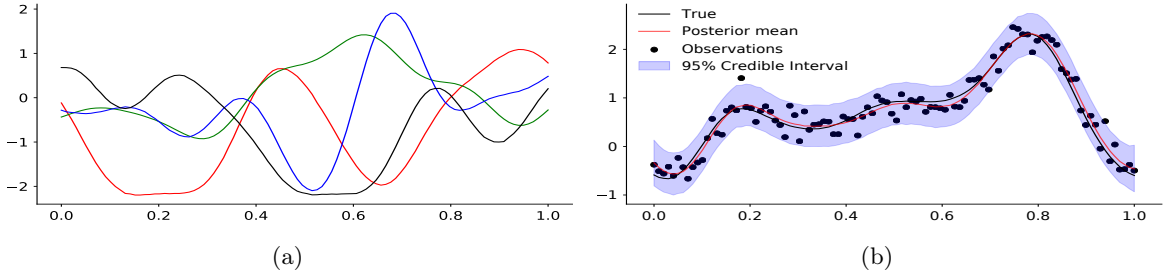 2
1
0
−1
−2
0.0 0.2 0.4 0.6 0.8 1.0
(a)
True
Posterior mean
Observations
95% Credible Interval
2
1
0
−1
0.0 0.2 0.4 0.6 0.8 1.0
(b)